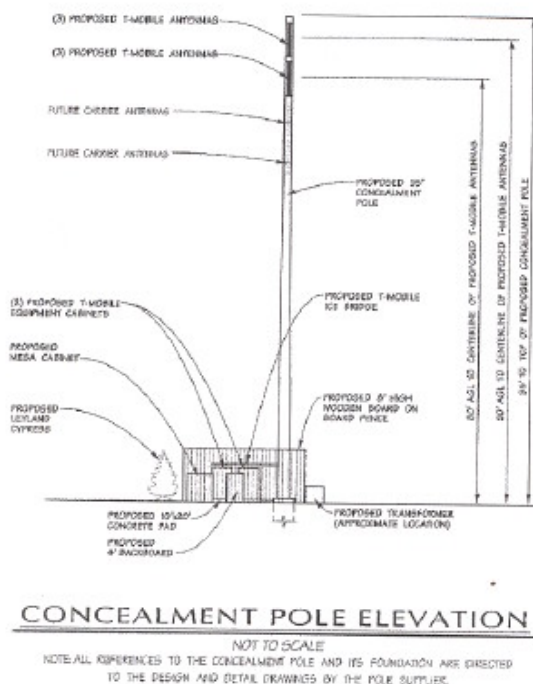 (3) PROPOSED T-MOBILE ANTENNAS
(3) PROPOSED T-MOBILE ANTENNAS
FUTURE CARRIER ANTENNAS
FUTURE CARRIER ANTENNAS
PROPOSED 95'
CONCEALMENT
POLE
80' AGL TO CENTERLINE OF PROPOSED T-MOBILE ANTENNAS
90' AGL TO CENTERLINE OF PROPOSED T-MOBILE ANTENNAS
95' TO TOP OF PROPOSED CONCEALMENT POLE
PROPOSED T-MOBILE
EQUIPMENT CABINETS
PROPOSED T-MOBILE
ICE BRIDGE
PROPOSED
MESA CABINET
PROPOSED
LEYLAND
CYPRESS
PROPOSED 8' HIGH
WOODEN BOARD ON
BOARD FENCE
PROPOSED
CONCRETE PAD
PROPOSED
4' BACKBOARD
PROPOSED TRANSFORMER
(APPROXIMATE LOCATION)
CONCEALMENT POLE ELEVATION
NOT TO SCALE
NOTE: ALL REFERENCES TO THE CONCEALMENT POLE AND ITS FOUNDATION ARE DIRECTED
TO THE DESIGN AND DETAIL DRAWINGS BY THE POLE SUPPLIER.